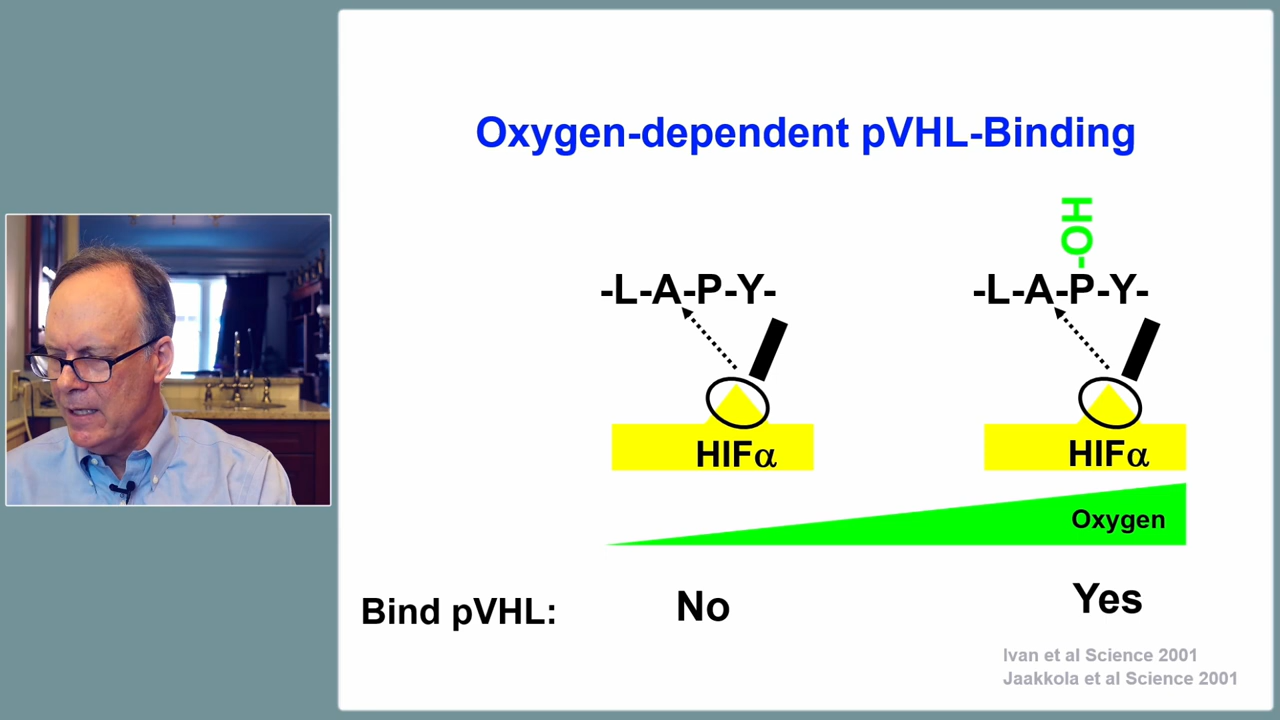 Oxygen-dependent pVHL-Binding
HO-
-L-A-P-Y-
-L-A-P-Y-
HIFα
HIFα
Oxygen
Bind pVHL:
No
Yes
Ivan et al Science 2001
Jaakkola et al Science 2001